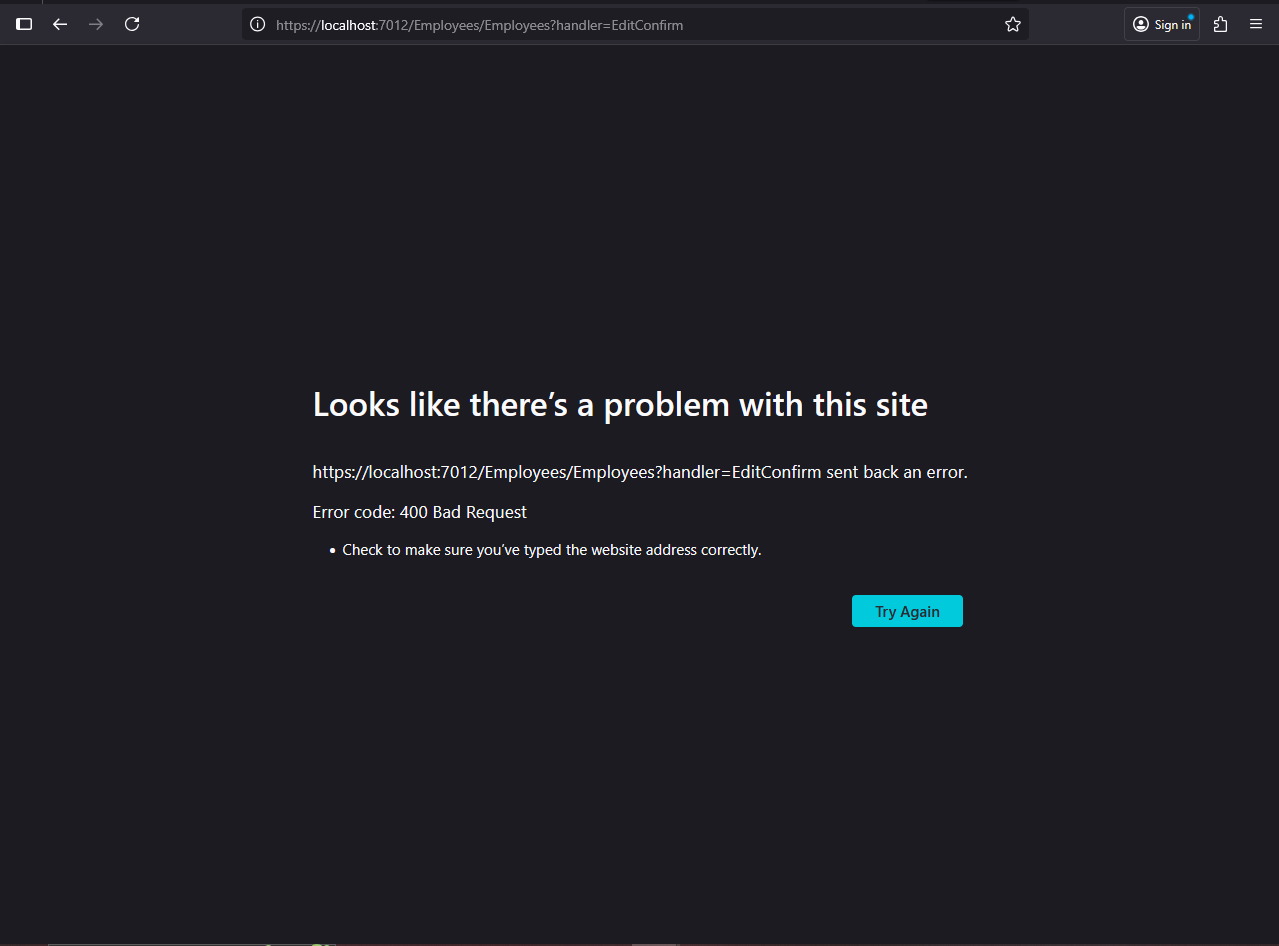 https://localhost:7012/Employees/Employees?handler=EditConfirm
Sign in
Looks like there’s a problem with this site
https://localhost:7012/Employees/Employees?handler=EditConfirm sent back an error.
Error code: 400 Bad Request
• Check to make sure you’ve typed the website address correctly.
Try Again